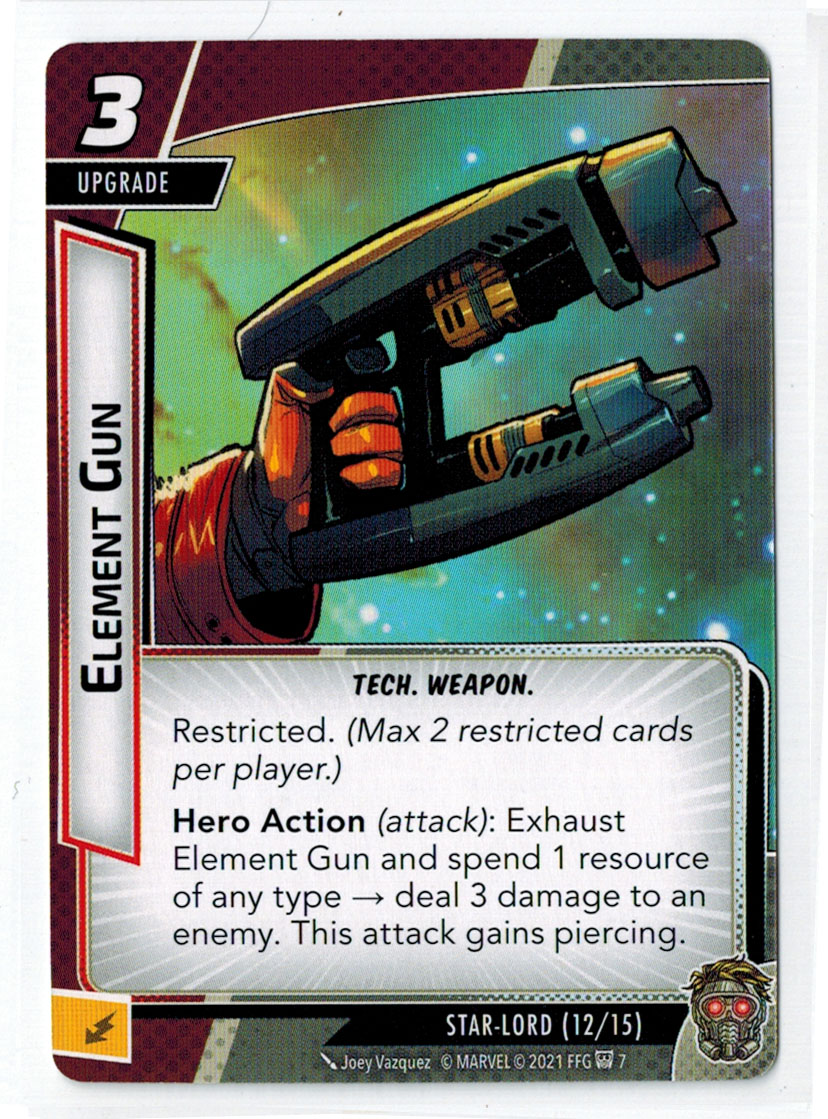 3
UPGRADE
ELEMENT GUN
TECH. WEAPON.
Restricted. (Max 2 restricted cards
per player.)
Hero Action (attack): Exhaust
Element Gun and spend 1 resource
of any type → deal 3 damage to an
enemy. This attack gains piercing.
STAR-LORD (12/15)
Joey Vazquez © MARVEL © 2021 FFG 7